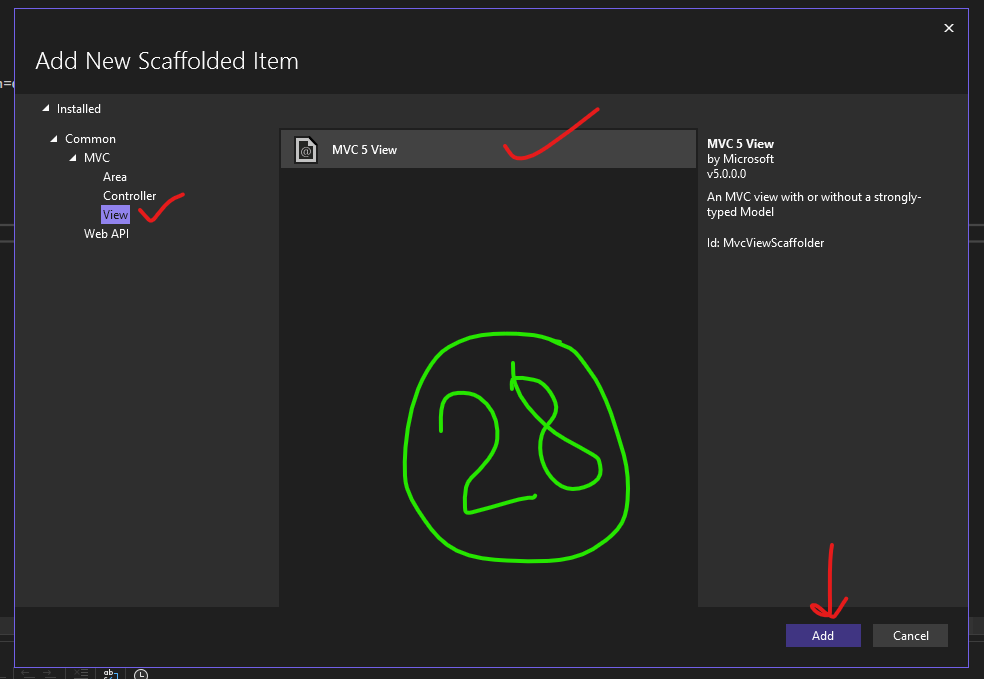 Add New Scaffolded Item
Installed
Common
MVC
Area
Controller
View
Web API
MVC 5 View
MVC 5 View
by Microsoft
v5.0.0.0
An MVC view with or without a strongly-
typed Model
Id: MvcViewScaffolder
28
Add
Cancel